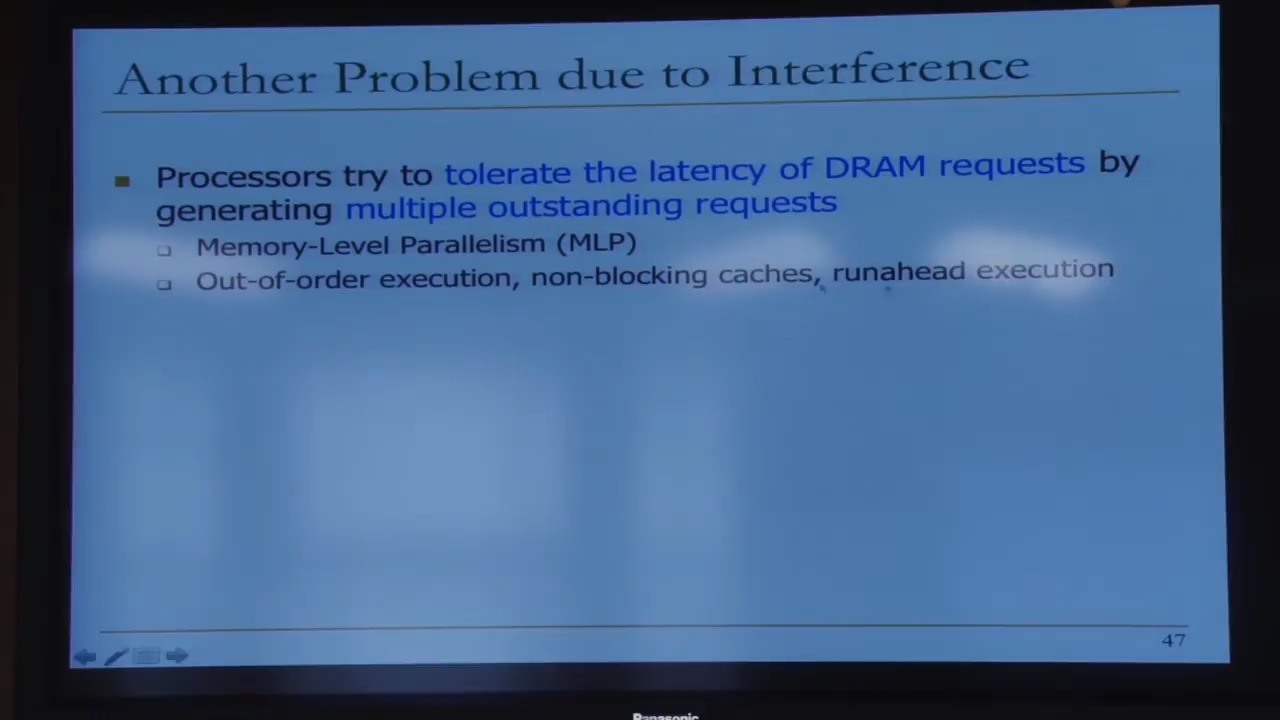 Another Problem due to Interference
Processors try to tolerate the latency of DRAM requests by
generating multiple outstanding requests
Memory-Level Parallelism (MLP)
Out-of-order execution, non-blocking caches, runahead execution
47
Panasonic